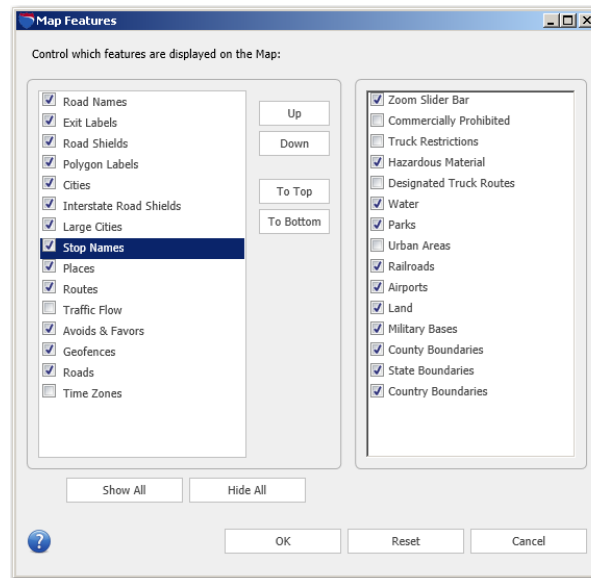 Map Features
Control which features are displayed on the Map:
Road Names
Exit Labels
Road Shields
Polygon Labels
Cities
Interstate Road Shields
Large Cities
Stop Names
Places
Routes
Traffic Flow
Avoids & Favors
Geofences
Roads
Time Zones
Up
Down
To Top
To Bottom
Zoom Slider Bar
Commercially Prohibited
Truck Restrictions
Hazardous Material
Designated Truck Routes
Water
Parks
Urban Areas
Railroads
Airports
Land
Military Bases
County Boundaries
State Boundaries
Country Boundaries
Show All
Hide All
?
OK
Reset
Cancel